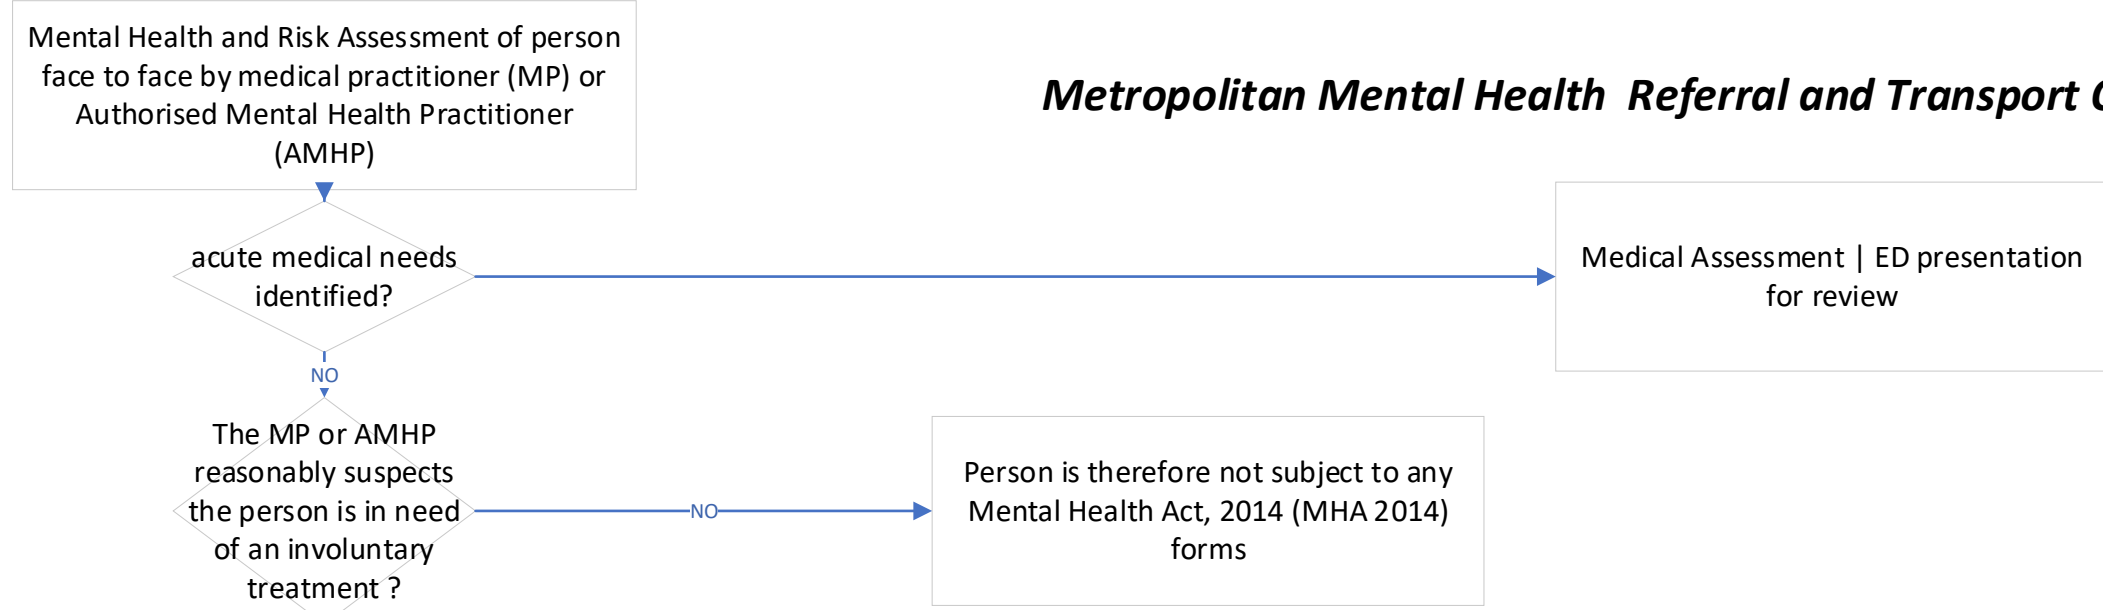 Mental Health and Risk Assessment of person
face to face by medical practitioner (MP) or
Authorised Mental Health Practitioner
(AMHP)
Metropolitan Mental Health Referral and Transport
acute medical needs
identified?
Medical Assessment | ED presentation
for review
NO
The MP or AMHP
reasonably suspects
the person is in need
of an involuntary
treatment ?
NO
Person is therefore not subject to any
Mental Health Act, 2014 (MHA 2014)
forms